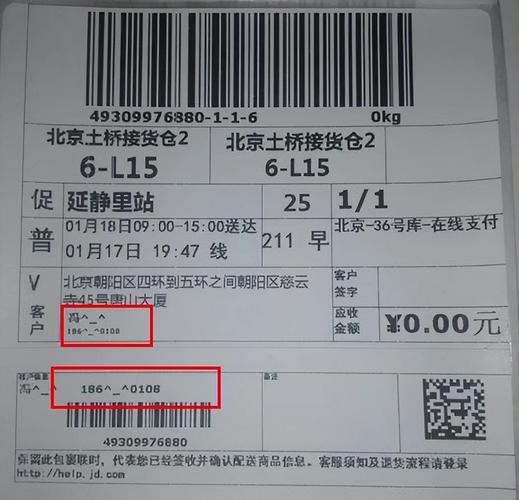 49309976880-1-1-6 0kg
北京土桥接货仓2 北京土桥接货仓2
6-L15 6-L15
促 延静里站 25 1/1
普 01月18日09:00-15:00送达
01月17日 19:47 线 211 早 北京-36号库-在线支付
V 北京朝阳区四环到五环之间朝阳区慈云
寺45号唐山大厦
客户签字
客户
冯^_^
186^_^0108
应收金额 ¥0.00元
冯^_^ 186^_^0108
49309976880
保留此包裹联时，代表您已经签收并确认配送商品信息。客服须知及退货流程请登录
http://help.jd.com